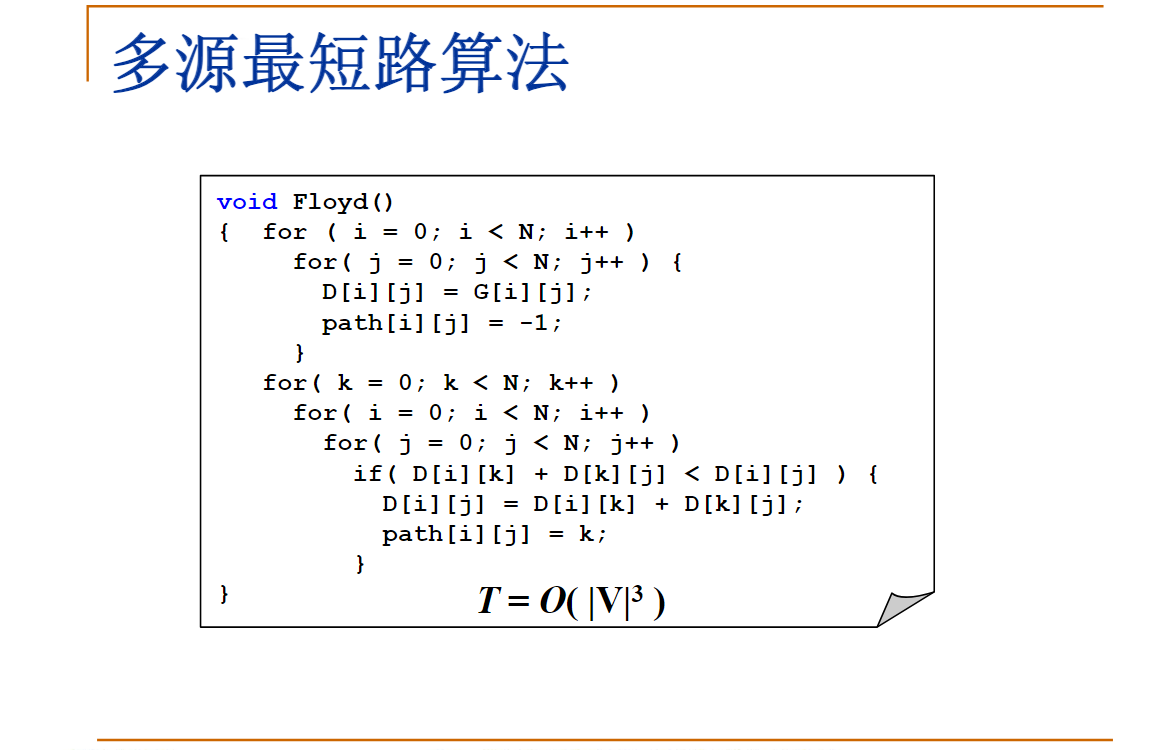 多源最短路算法
void Floyd()
{  for ( i = 0; i < N; i++ )
     for( j = 0; j < N; j++ ) {
       D[i][j] = G[i][j];
       path[i][j] = -1;
     }
   for( k = 0; k < N; k++ )
     for( i = 0; i < N; i++ )
       for( j = 0; j < N; j++ )
         if( D[i][k] + D[k][j] < D[i][j] ) {
           D[i][j] = D[i][k] + D[k][j];
           path[i][j] = k;
         }
}
T = O( |V|³ )